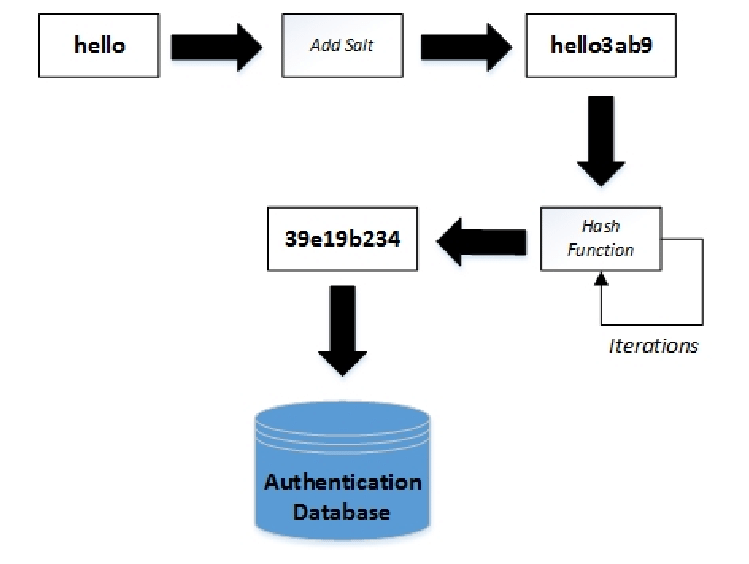 hello
Add Salt
hello3ab9
Hash
Function
Iterations
39e19b234
Authentication
Database